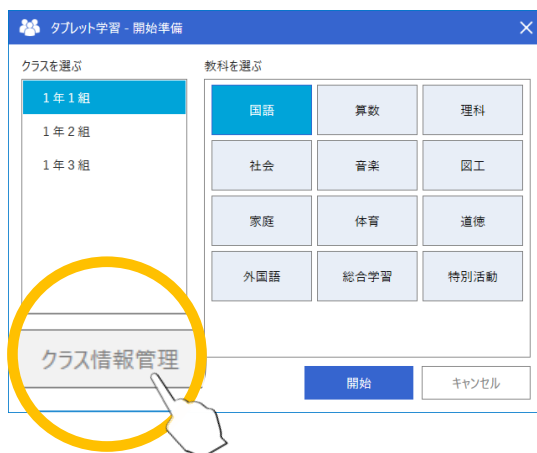 タブレット学習 - 開始準備
クラスを選ぶ
1年1組
1年2組
1年3組
教科を選ぶ
国語 算数 理科
社会 音楽 図工
家庭 体育 道徳
外国語 総合学習 特別活動
クラス情報管理
開始 キャンセル